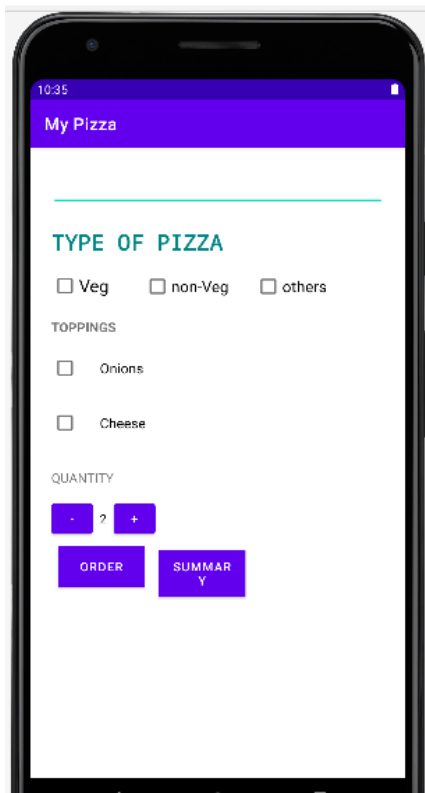 10:35
My Pizza
TYPE OF PIZZA
Veg non-Veg others
TOPPINGS
Onions
Cheese
QUANTITY
- 2 +
ORDER SUMMAR
Y